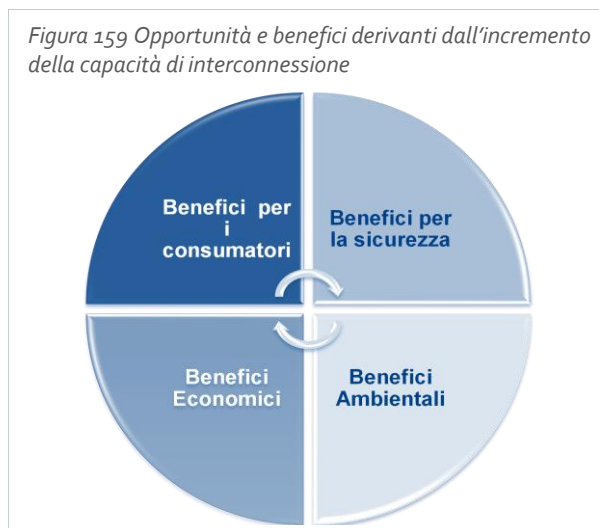 Figura 159 Opportunità e benefici derivanti dall'incremento
della capacità di interconnessione
Benefici per
i
consumatori
Benefici per
la sicurezza
Benefici
Economici
Benefici
Ambientali